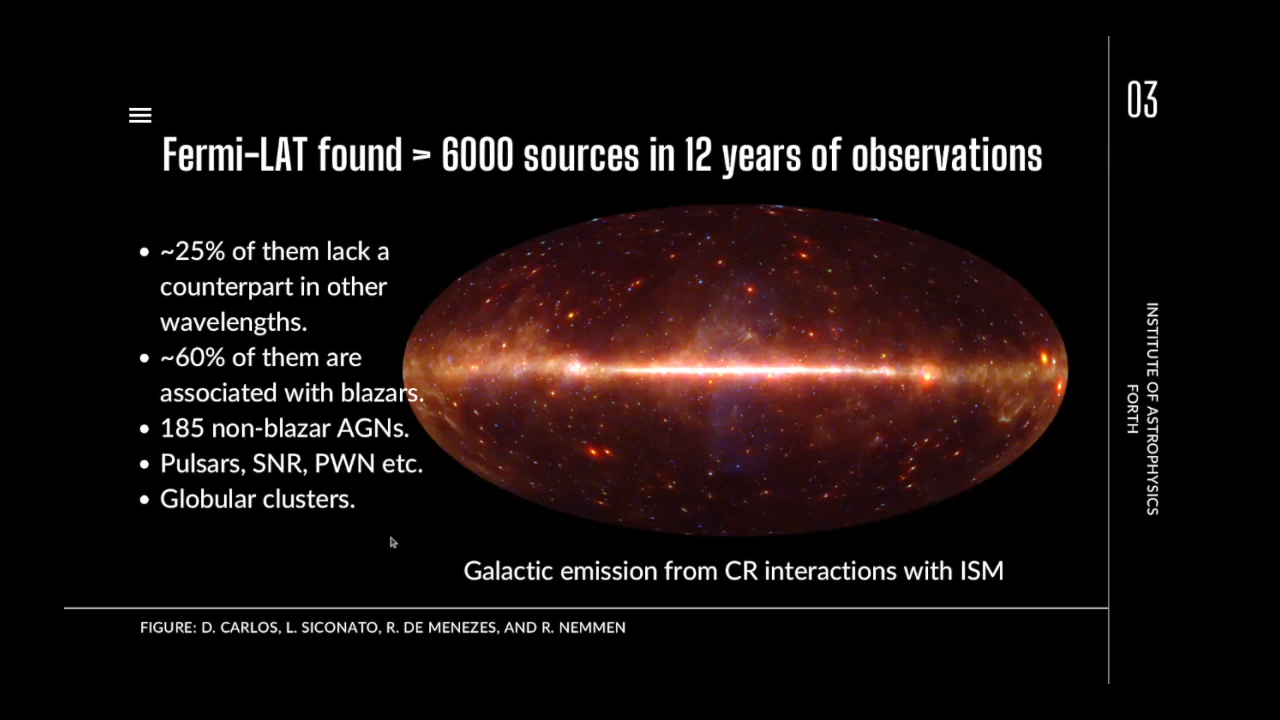 03
Fermi-LAT found > 6000 sources in 12 years of observations
• ~25% of them lack a
counterpart in other
wavelengths.
• ~60% of them are
associated with blazars.
• 185 non-blazar AGNs.
• Pulsars, SNR, PWN etc.
• Globular clusters.
Galactic emission from CR interactions with ISM
INSTITUTE OF ASTROPHYSICS
FORTH
FIGURE: D. CARLOS, L. SICONATO, R. DE MENEZES, AND R. NEMMEN